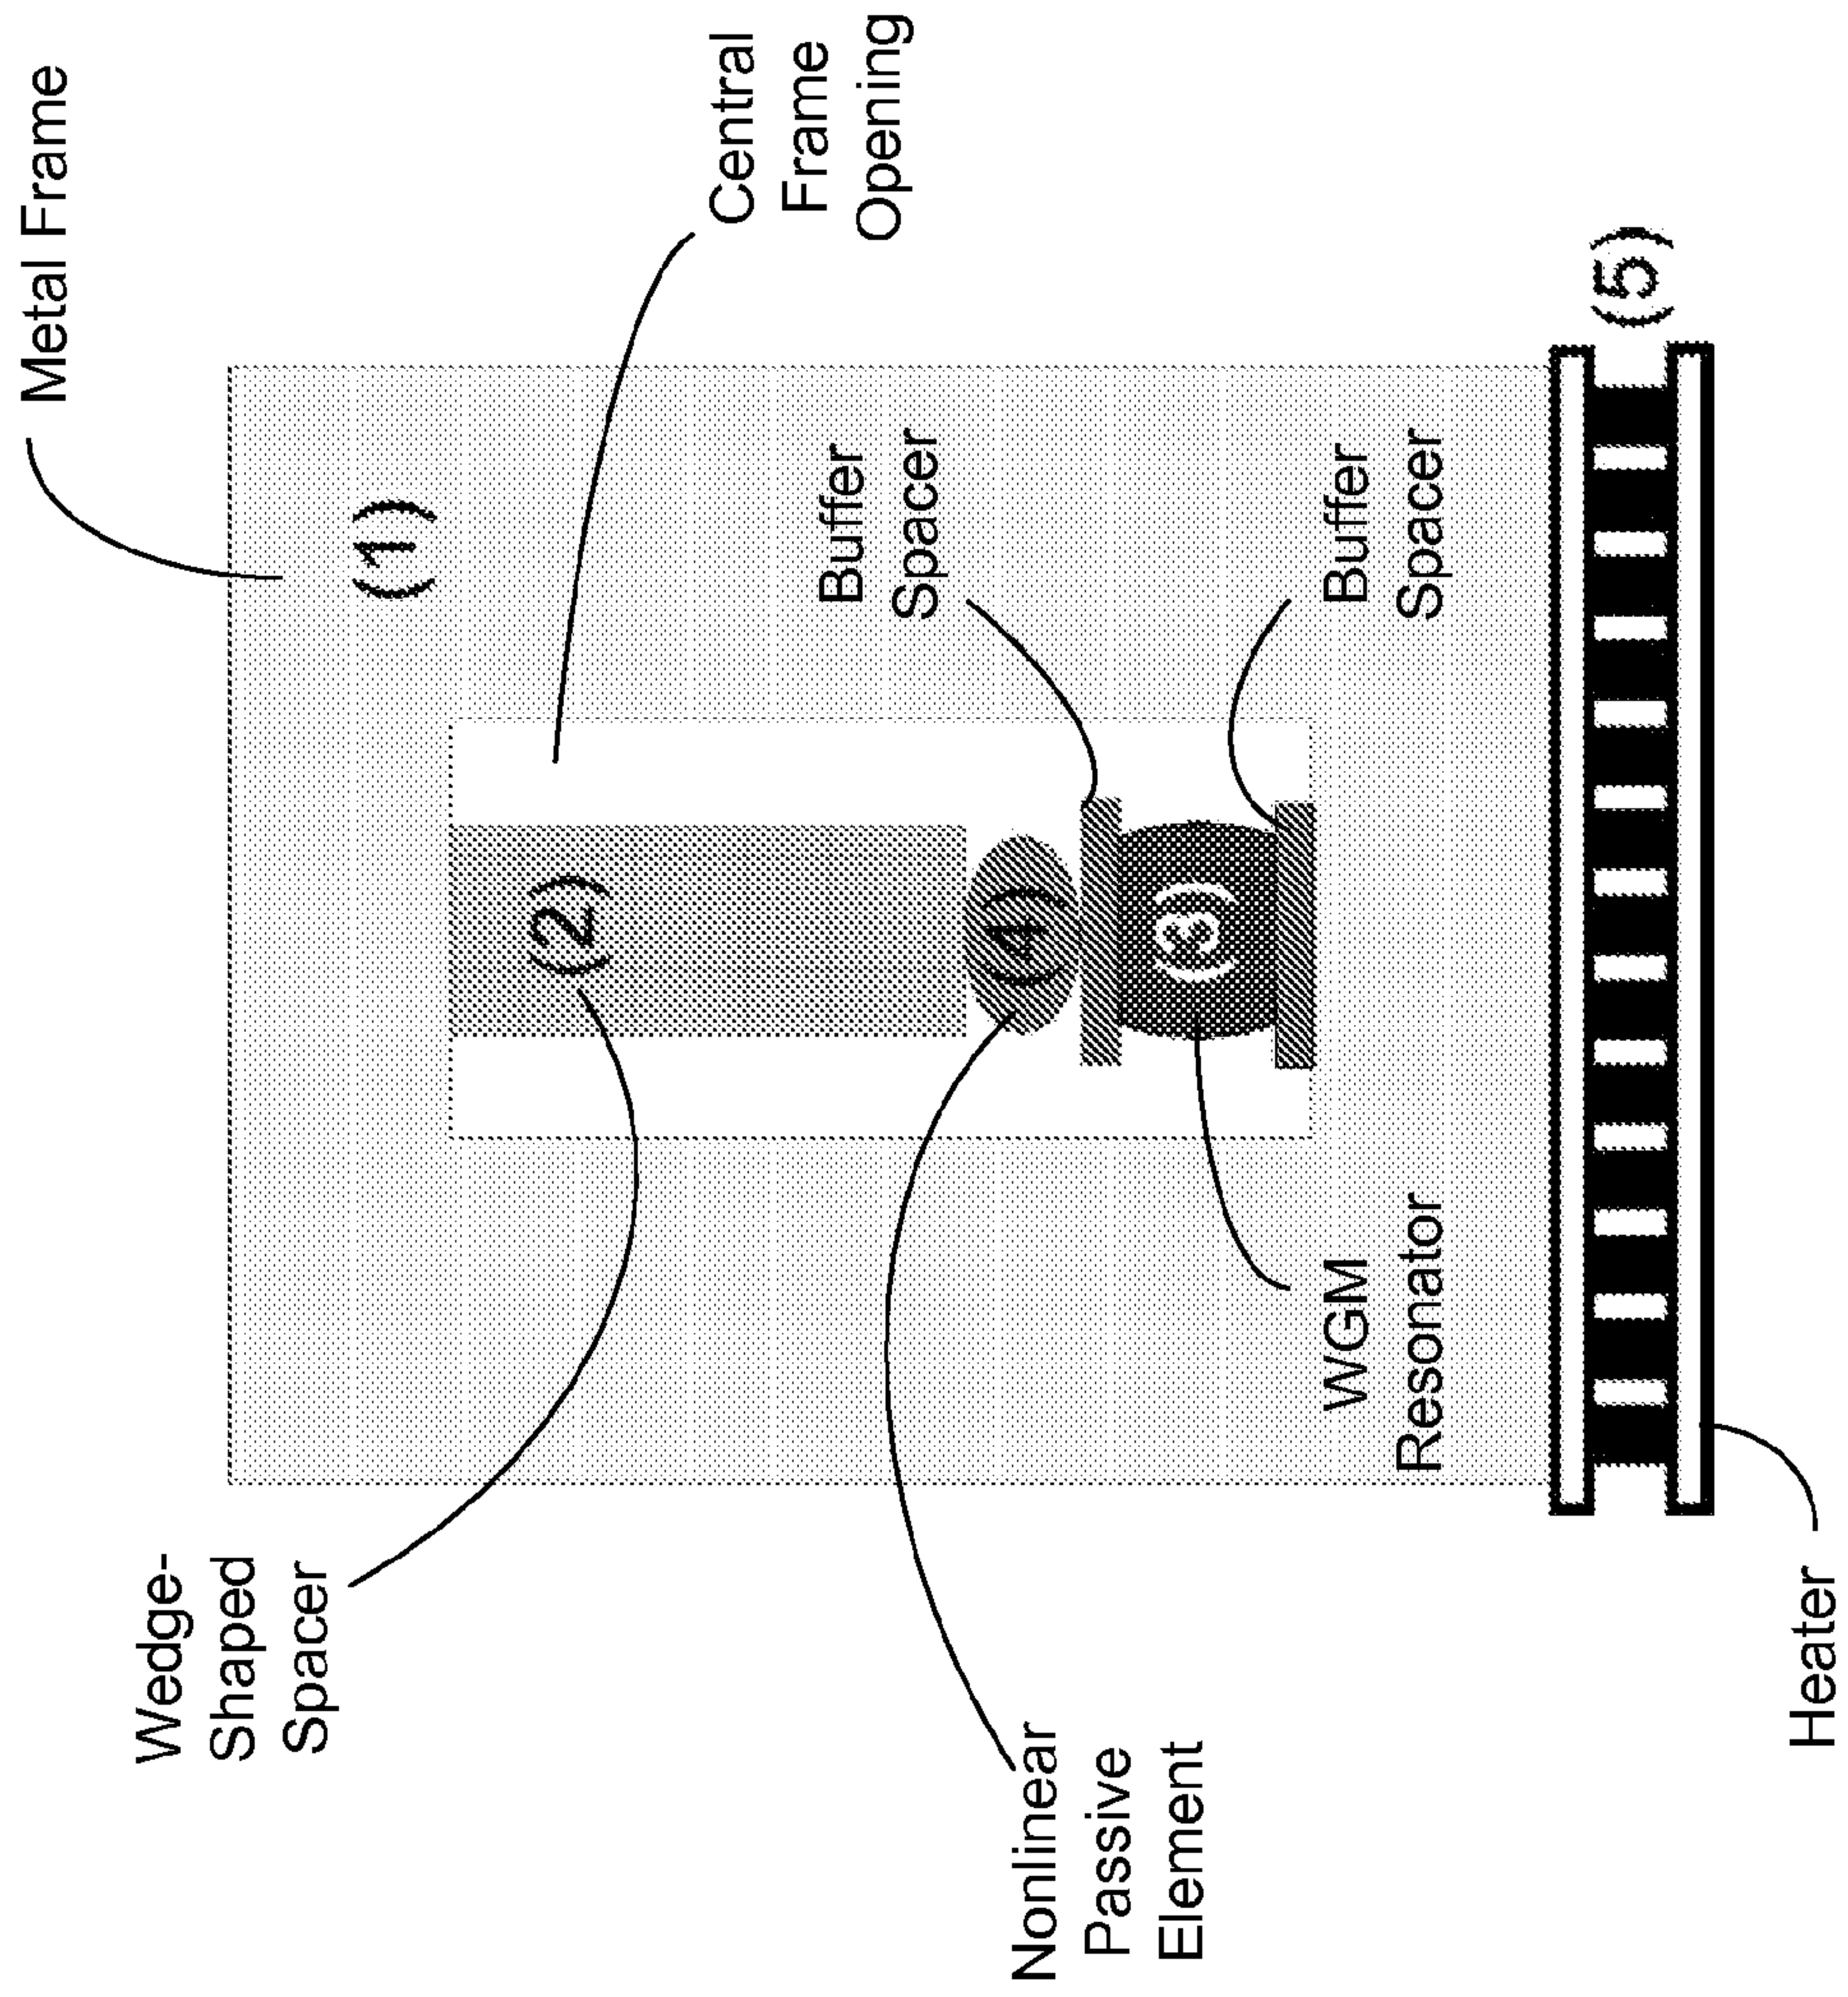 Metal Frame
(1)
Central
Frame
Opening
Wedge-
Shaped
Spacer
(2)
Buffer
Spacer
(4)
Nonlinear
Passive
Element
(3)
WGM
Resonator
Buffer
Spacer
(5)
Heater